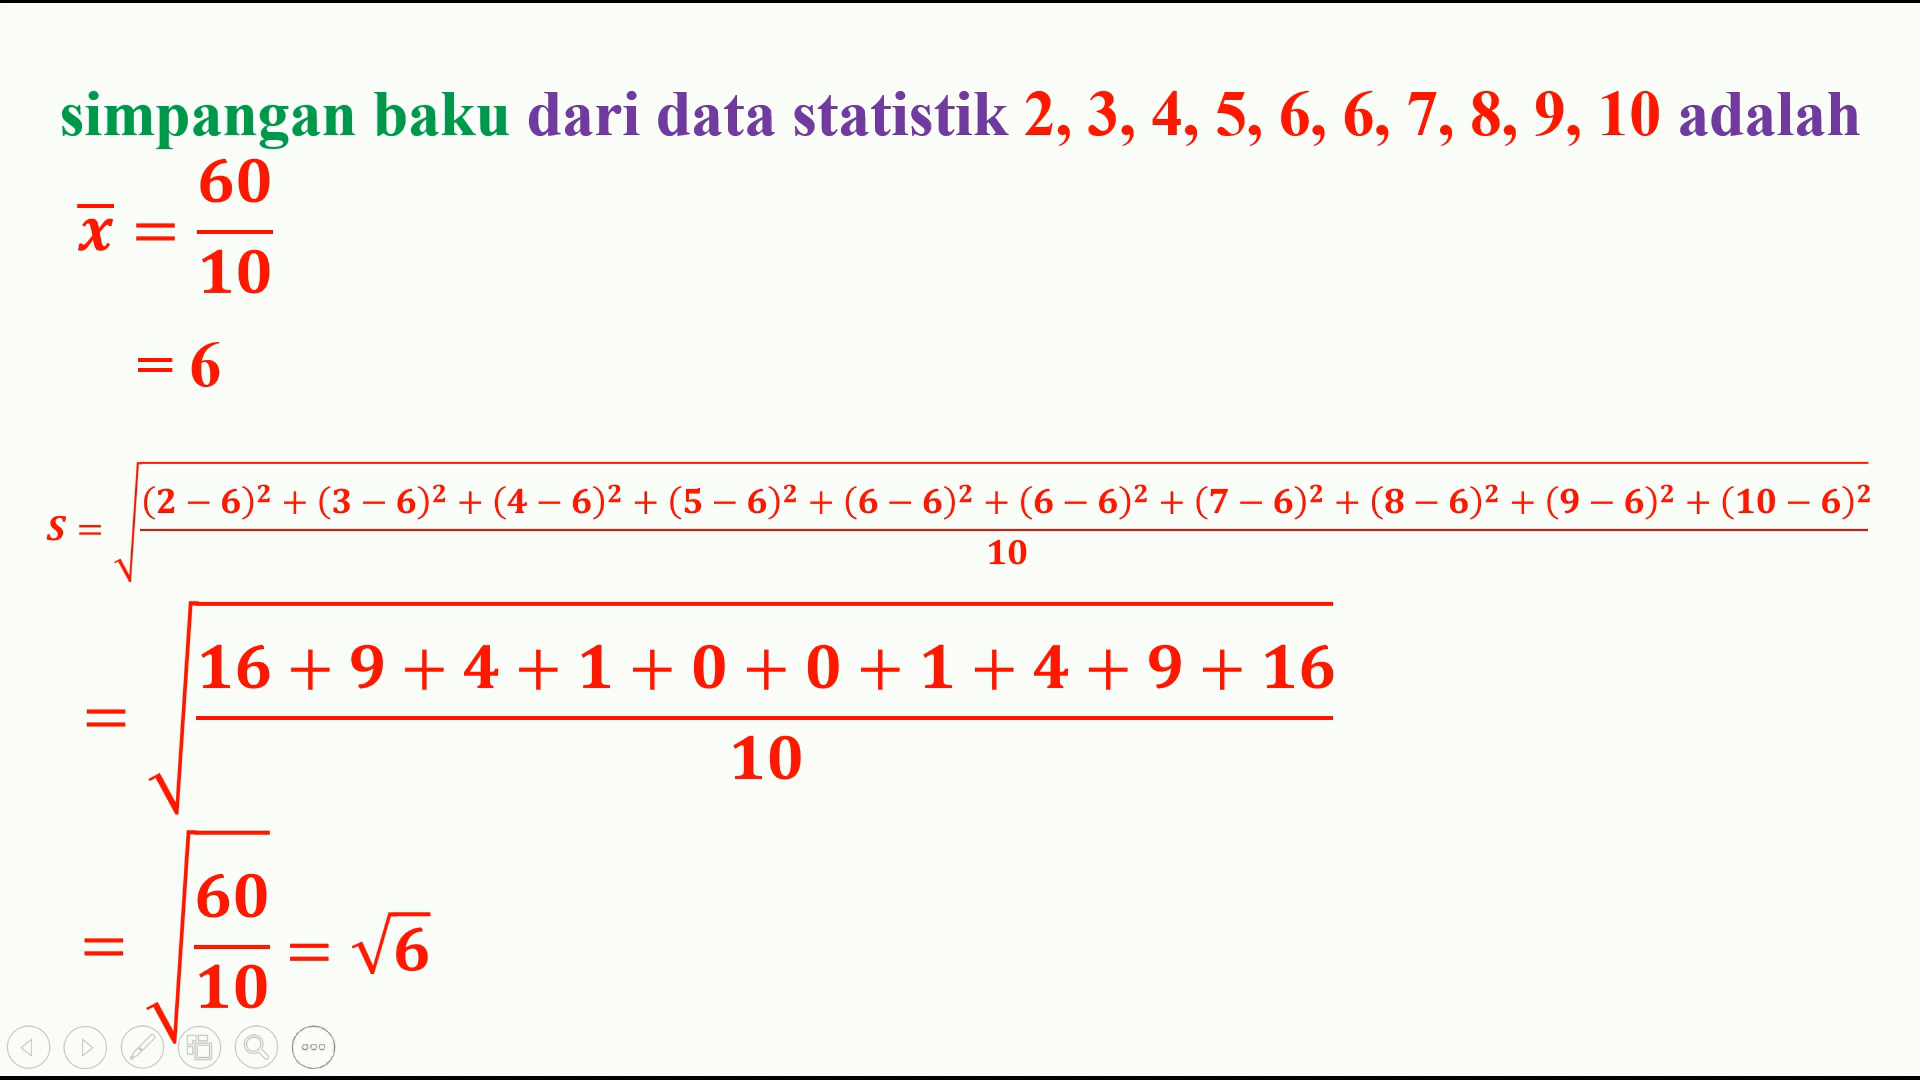 simpangan baku dari data statistik 2, 3, 4, 5, 6, 6, 7, 8, 9, 10 adalah
x̅ = 60/10
= 6
S = √((2 − 6)² + (3 − 6)² + (4 − 6)² + (5 − 6)² + (6 − 6)² + (6 − 6)² + (7 − 6)² + (8 − 6)² + (9 − 6)² + (10 − 6)²/10)
= √(16 + 9 + 4 + 1 + 0 + 0 + 1 + 4 + 9 + 16/10)
= √(60/10) = √6